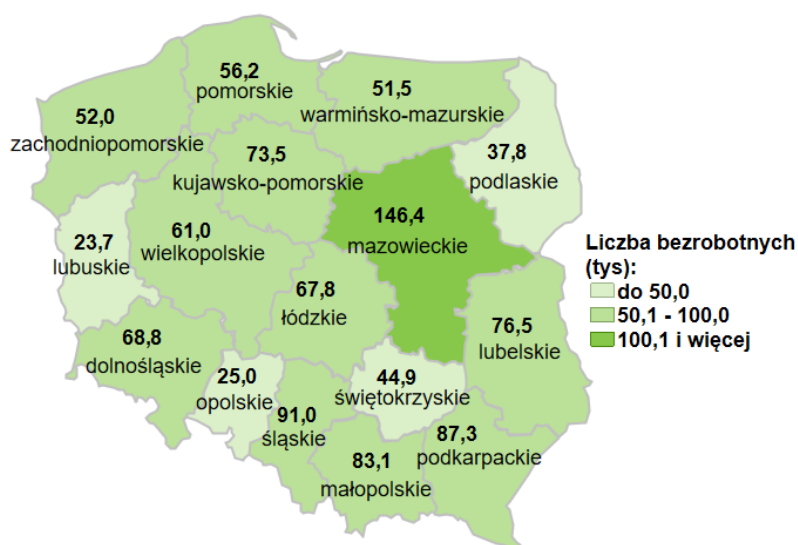 56,2
pomorskie
51,5
warmińsko-mazurskie
52,0
zachodniopomorskie
37,8
podlaskie
73,5
kujawsko-pomorskie
146,4
mazowieckie
61,0
wielkopolskie
23,7
lubuskie
67,8
łódzkie
68,8
dolnośląskie
76,5
lubelskie
25,0
opolskie
44,9
świętokrzyskie
91,0
śląskie
87,3
podkarpackie
83,1
małopolskie
Liczba bezrobotnych
(tys):
do 50,0
50,1 - 100,0
100,1 i więcej